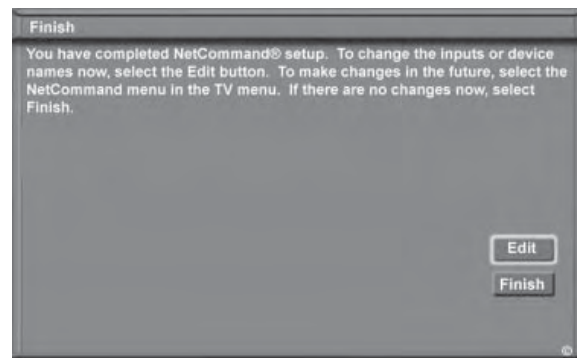 Finish
You have completed NetCommand® setup. To change the inputs or device
names now, select the Edit button. To make changes in the future, select the
NetCommand menu in the TV menu. If there are no changes now, select
Finish.
Edit
Finish